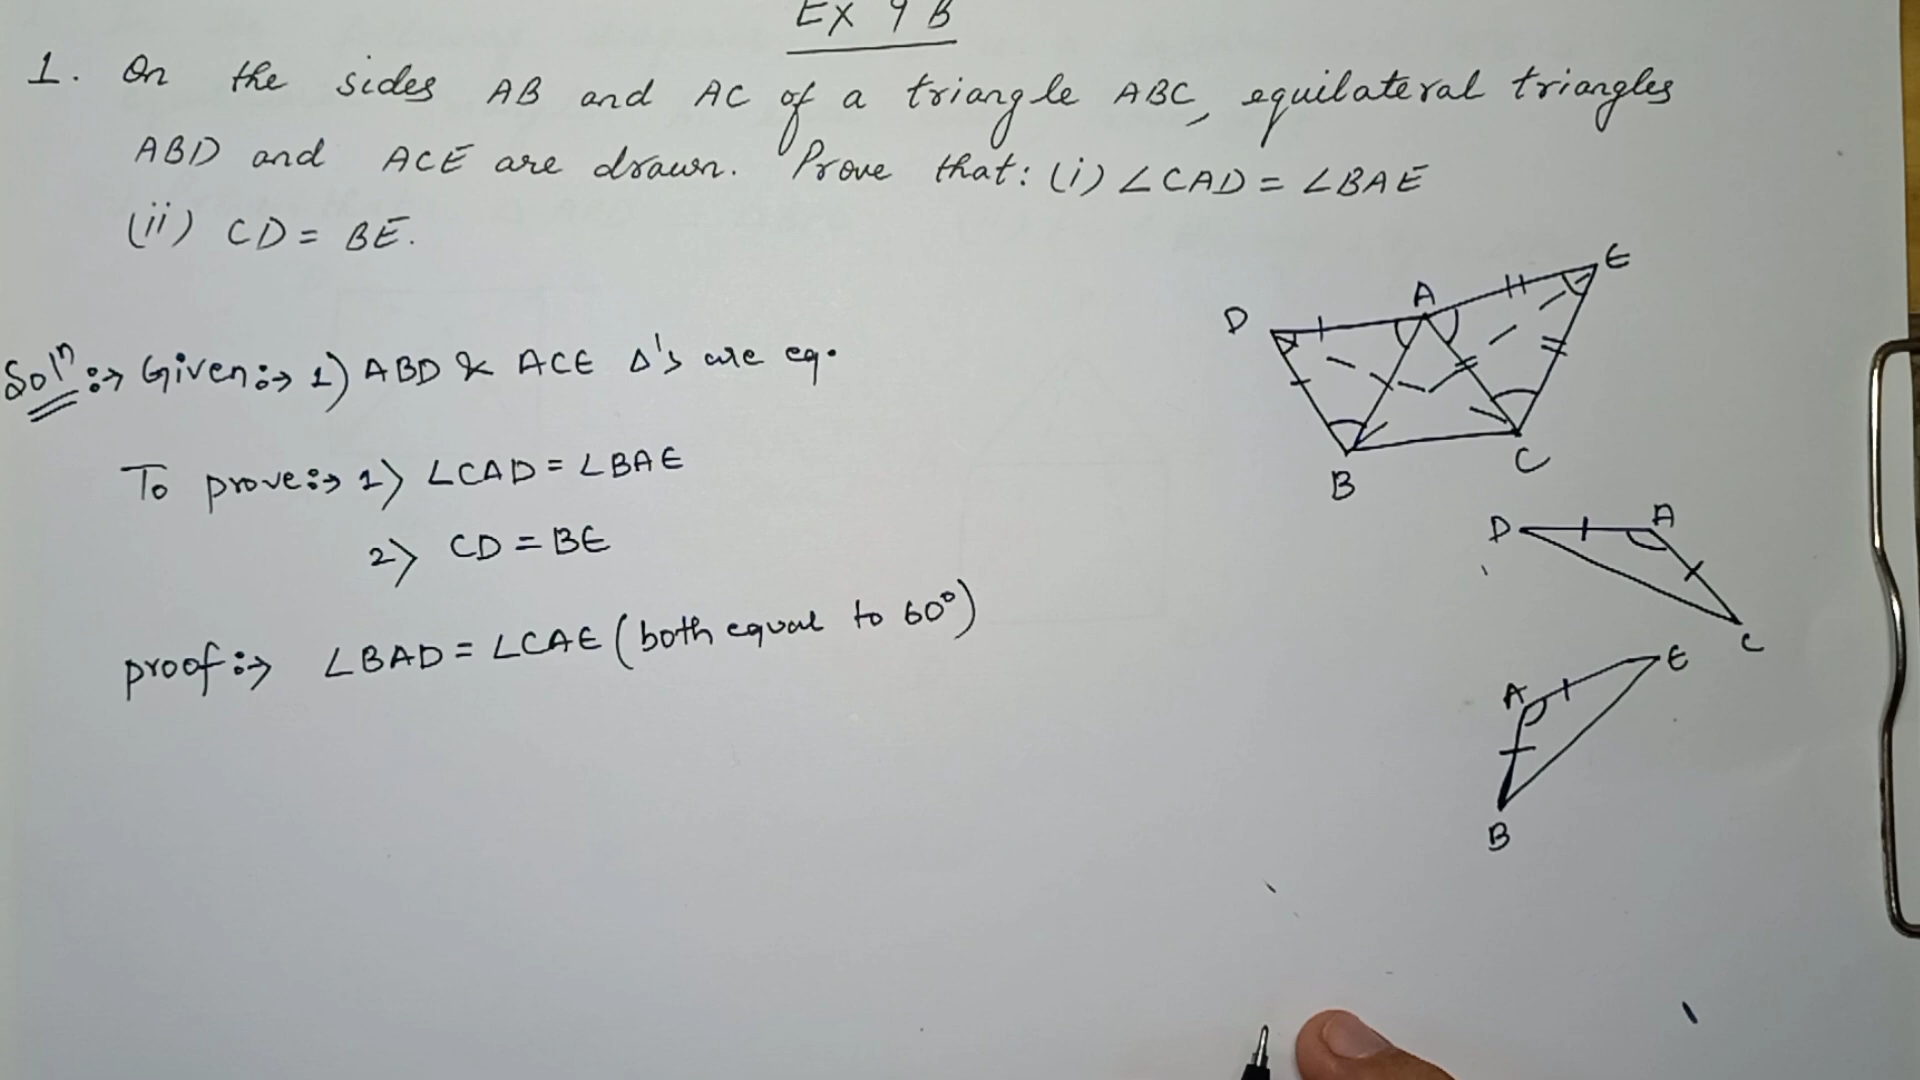 Ex 9 B
1. On the sides AB and AC of a triangle ABC, equilateral triangles
ABD and ACE are drawn. Prove that: (i) ∠CAD = ∠BAE
(ii) CD = BE.
Solⁿ:→ Given:→ 1) ABD & ACE Δ's are eq.
To prove:→ 1) ∠CAD = ∠BAE
2) CD = BE
proof:→ ∠BAD = ∠CAE (both equal to 60°)
D A E
B C
D A
C
A E
B